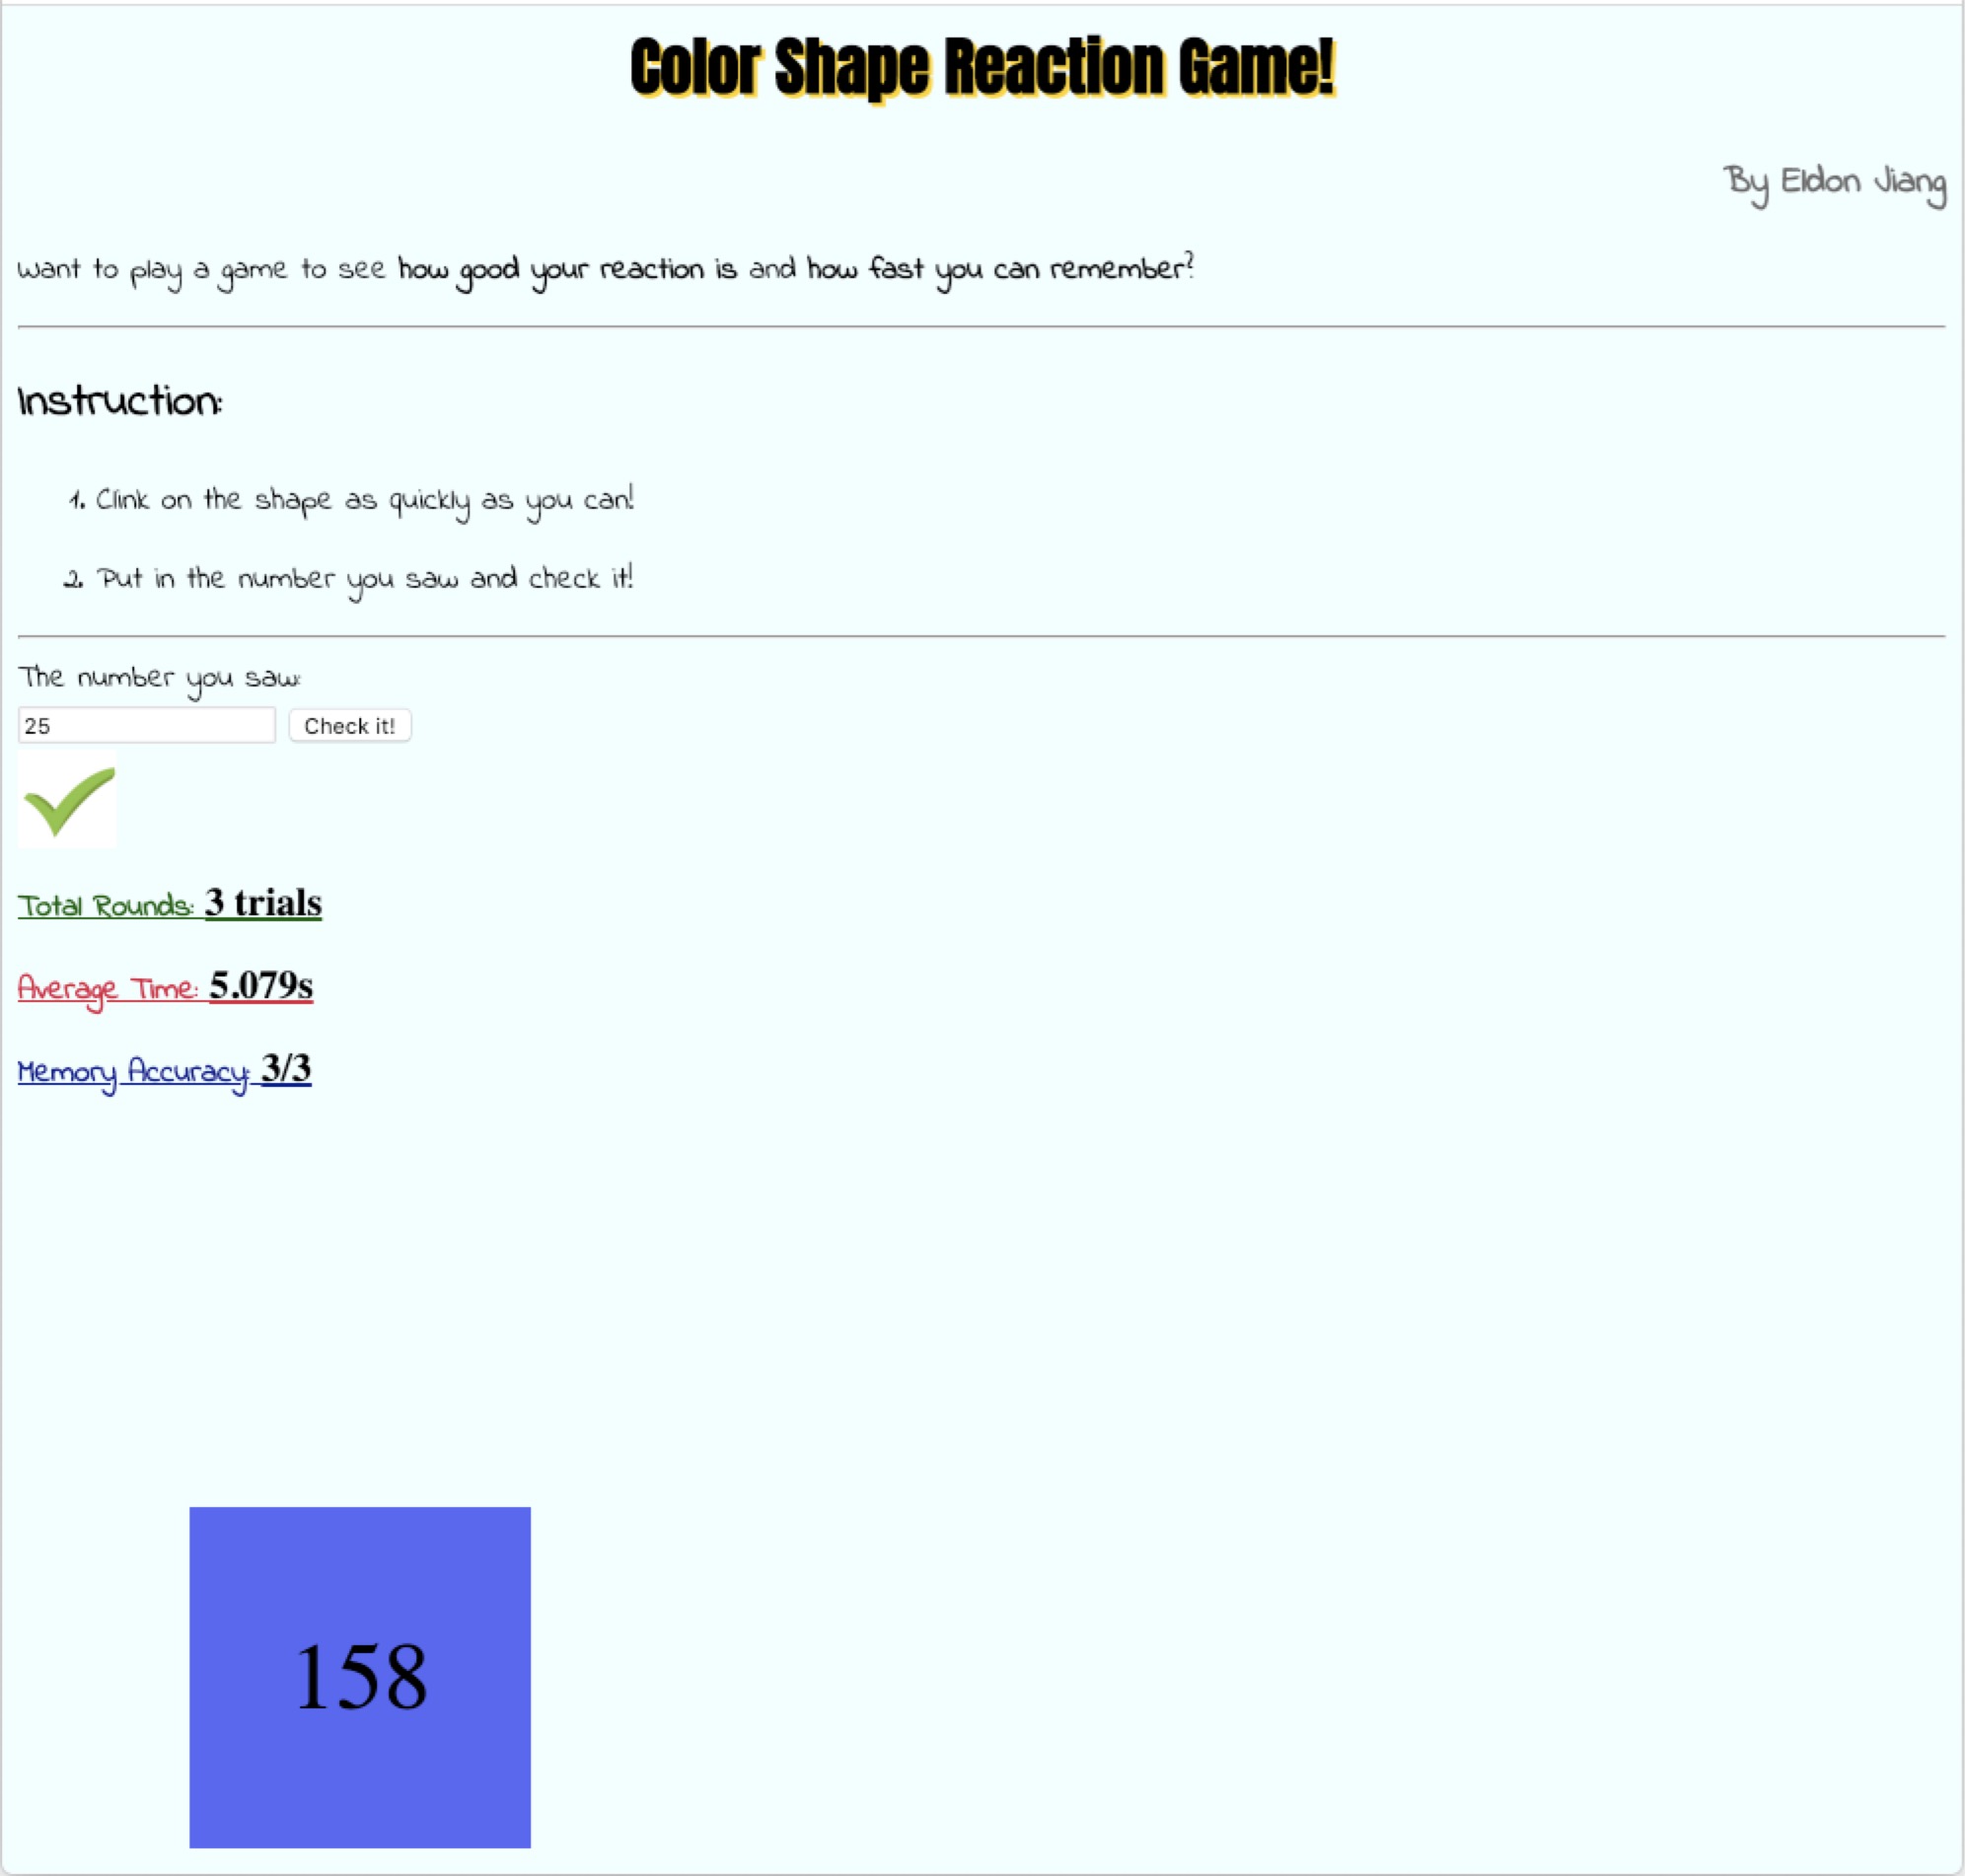 Color Shape Reaction Game!
By Eldon Jiang
want to play a game to see how good your reaction is and how fast you can remember?
Instruction:
1. Clink on the shape as quickly as you can!
2. Put in the number you saw and check it!
The number you saw:
25 Check it!
Total Rounds: 3 trials
Average Time: 5.079s
Memory Accuracy: 3/3
158